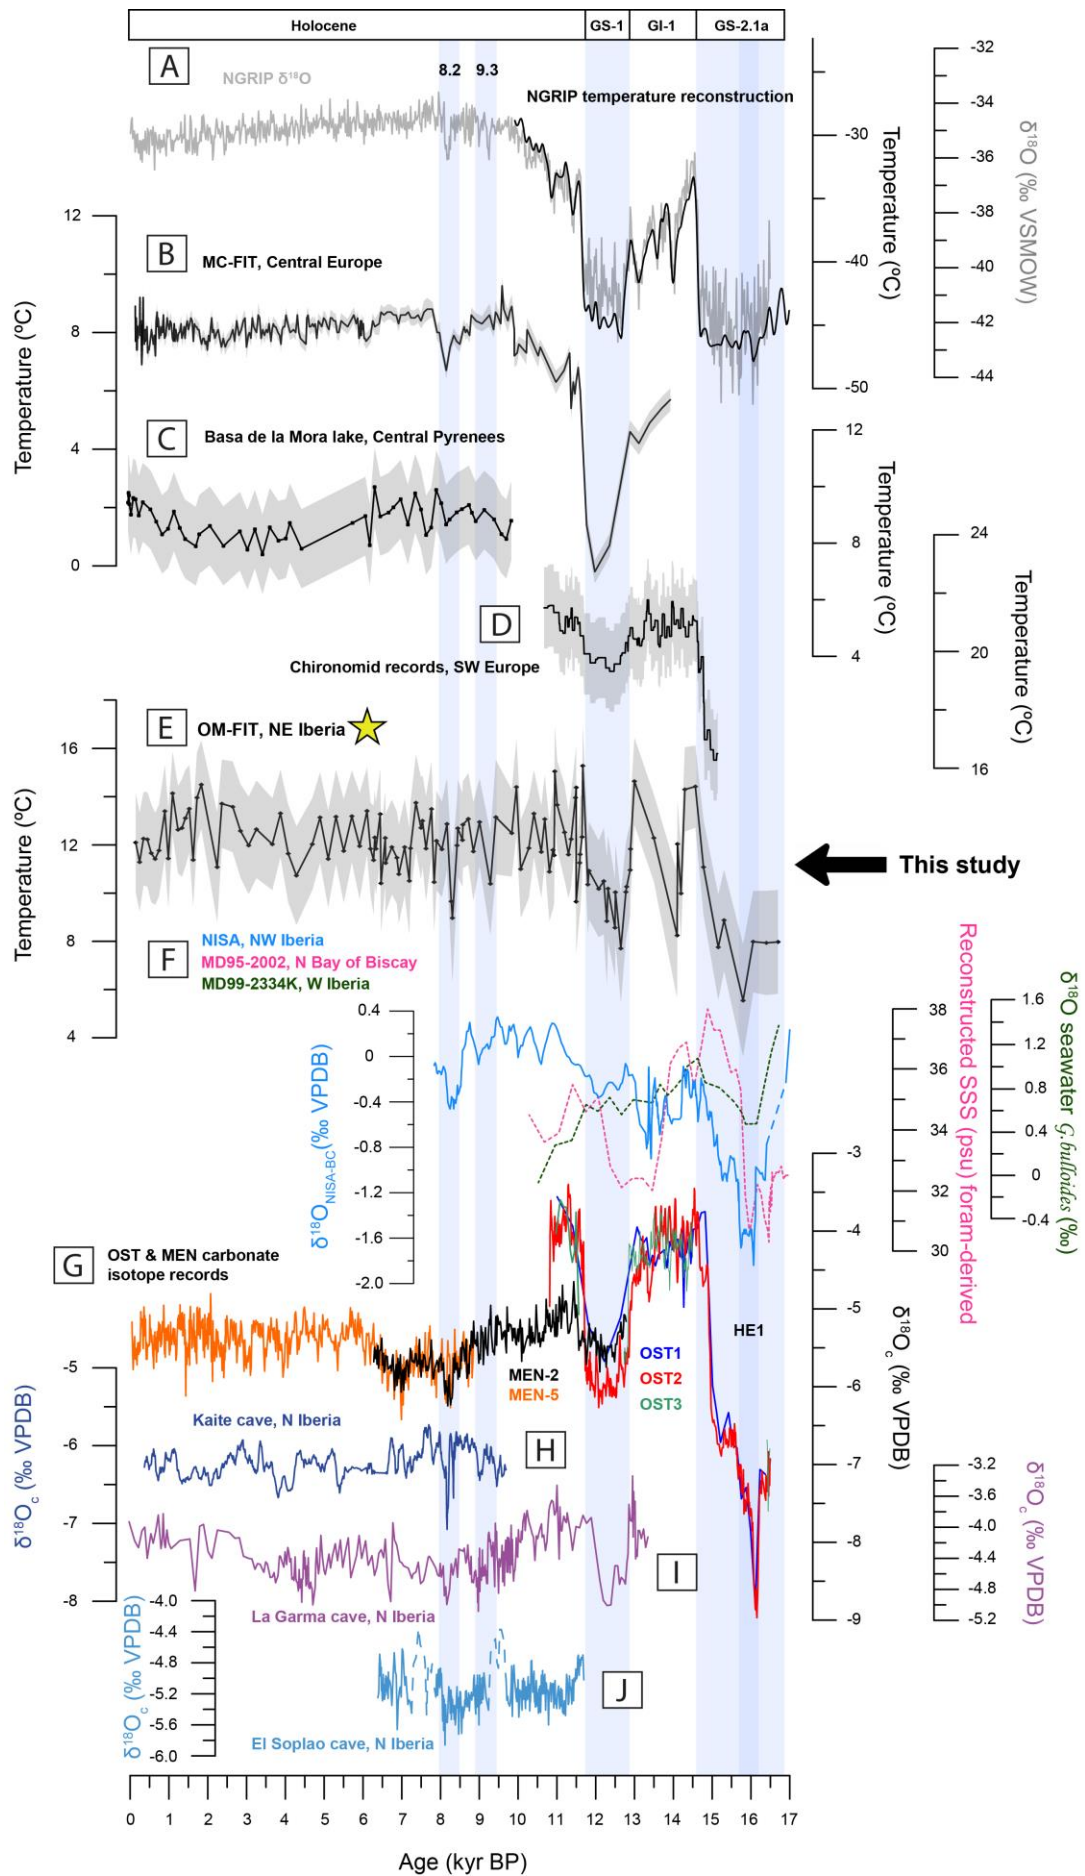 Holocene GS-1 GI-1 GS-2.1a
A
8.2 9.3
NGRIP δ¹⁸O
NGRIP temperature reconstruction
-30
-40
-50
Temperature (ºC)
-32
-34
-36
-38
-40
-42
-44
δ¹⁸O (‰ VSMOW)
B
MC-FIT, Central Europe
12
8
4
0
Temperature (ºC)
C
Basa de la Mora lake, Central Pyrenees
12
8
4
Temperature (ºC)
D
Chironomid records, SW Europe
24
20
16
Temperature (ºC)
E
OM-FIT, NE Iberia
16
12
8
4
Temperature (ºC)
This study
F
NISA, NW Iberia
MD95-2002, N Bay of Biscay
MD99-2334K, W Iberia
0.4
0
-0.4
-0.8
-1.2
-1.6
-2.0
δ¹⁸O NISA-BC (‰ VPDB)
38
36
34
32
30
Reconstructed SSS (psu) foram-derived
1.6
1.2
0.8
0.4
0
-0.4
δ¹⁸O seawater G.bulloides (‰)
G
OST & MEN carbonate
isotope records
MEN-2
MEN-5
OST1
OST2
OST3
HE1
-3
-4
-5
-6
-7
-8
-9
δ¹⁸Oc (‰ VPDB)
Kaite cave, N Iberia
H
-5
-6
-7
-8
δ¹⁸Oc (‰ VPDB)
La Garma cave, N Iberia
I
-3.2
-3.6
-4.0
-4.4
-4.8
-5.2
δ¹⁸Oc (‰ VPDB)
J
El Soplao cave, N Iberia
-4.0
-4.4
-4.8
-5.2
-5.6
-6.0
δ¹⁸Oc (‰ VPDB)
0 1 2 3 4 5 6 7 8 9 10 11 12 13 14 15 16 17
Age (kyr BP)